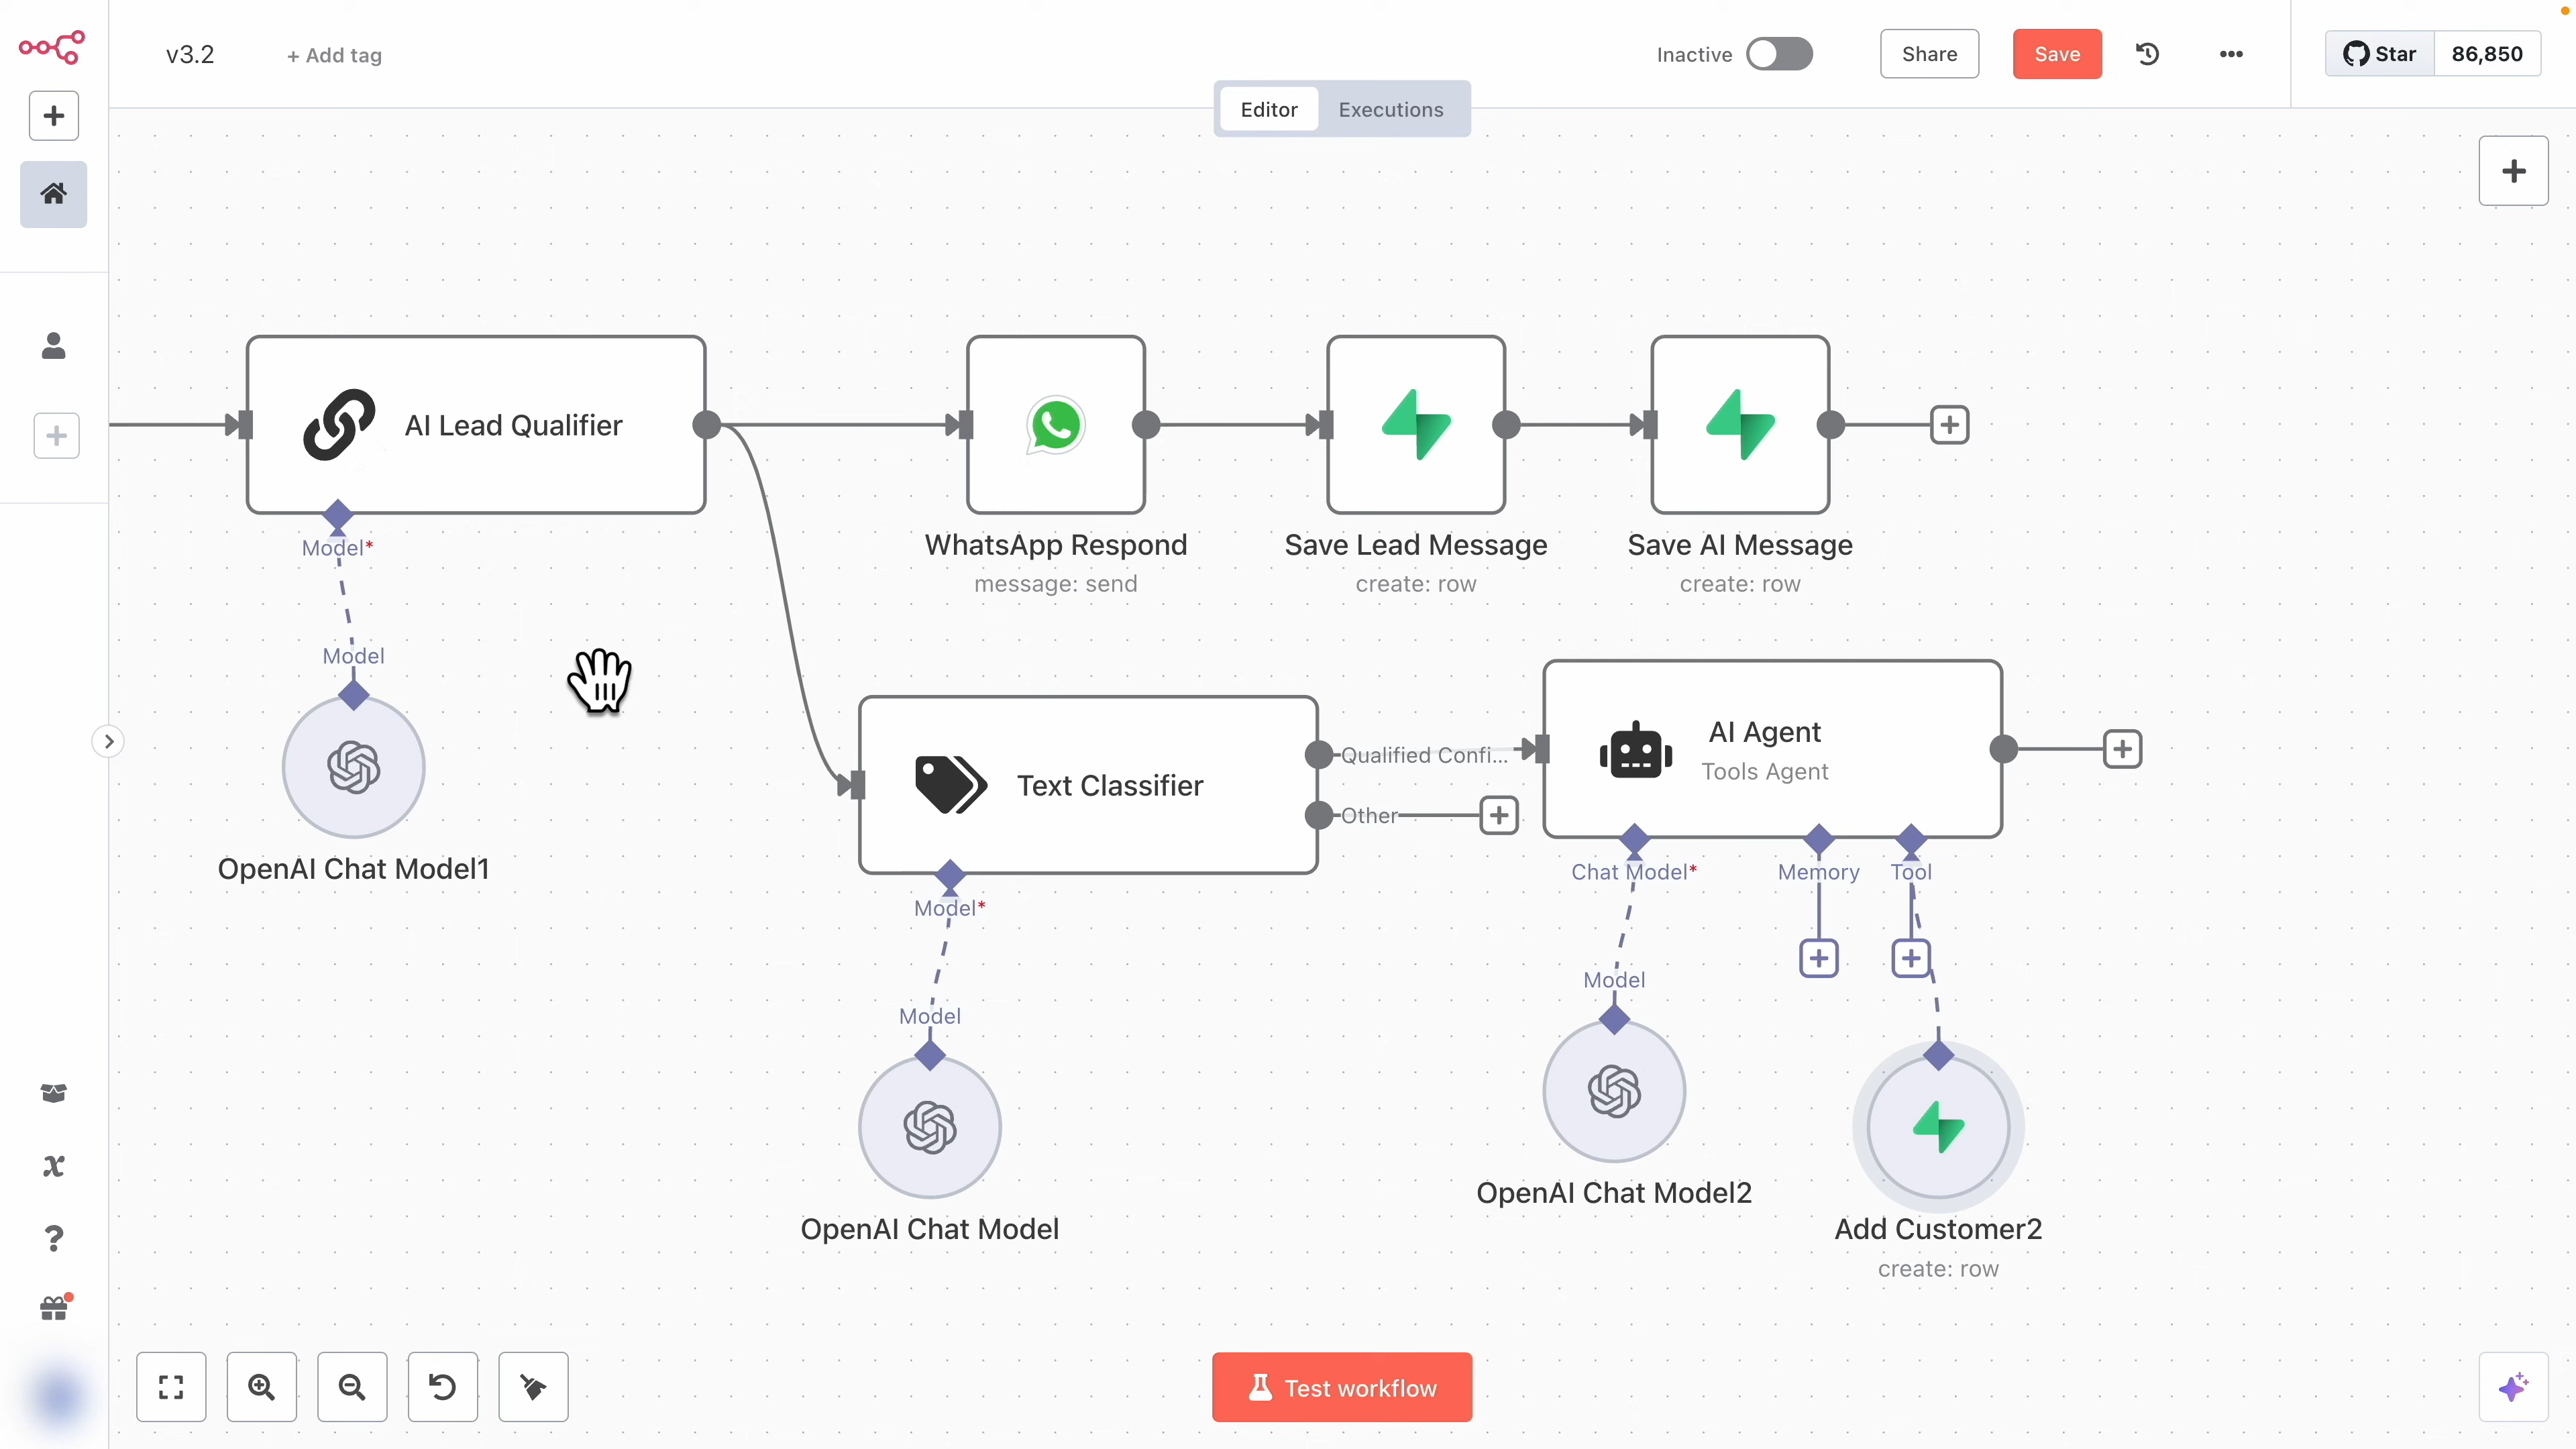 v3.2
+ Add tag
Inactive
Share
Save
Star
86,850
Editor
Executions
AI Lead Qualifier
Model*
Model
OpenAI Chat Model1
WhatsApp Respond
message: send
Save Lead Message
create: row
Save AI Message
create: row
Text Classifier
Qualified Confi...
Other
Model*
Model
OpenAI Chat Model
AI Agent
Tools Agent
Chat Model*
Memory
Tool
Model
OpenAI Chat Model2
Add Customer2
create: row
Test workflow